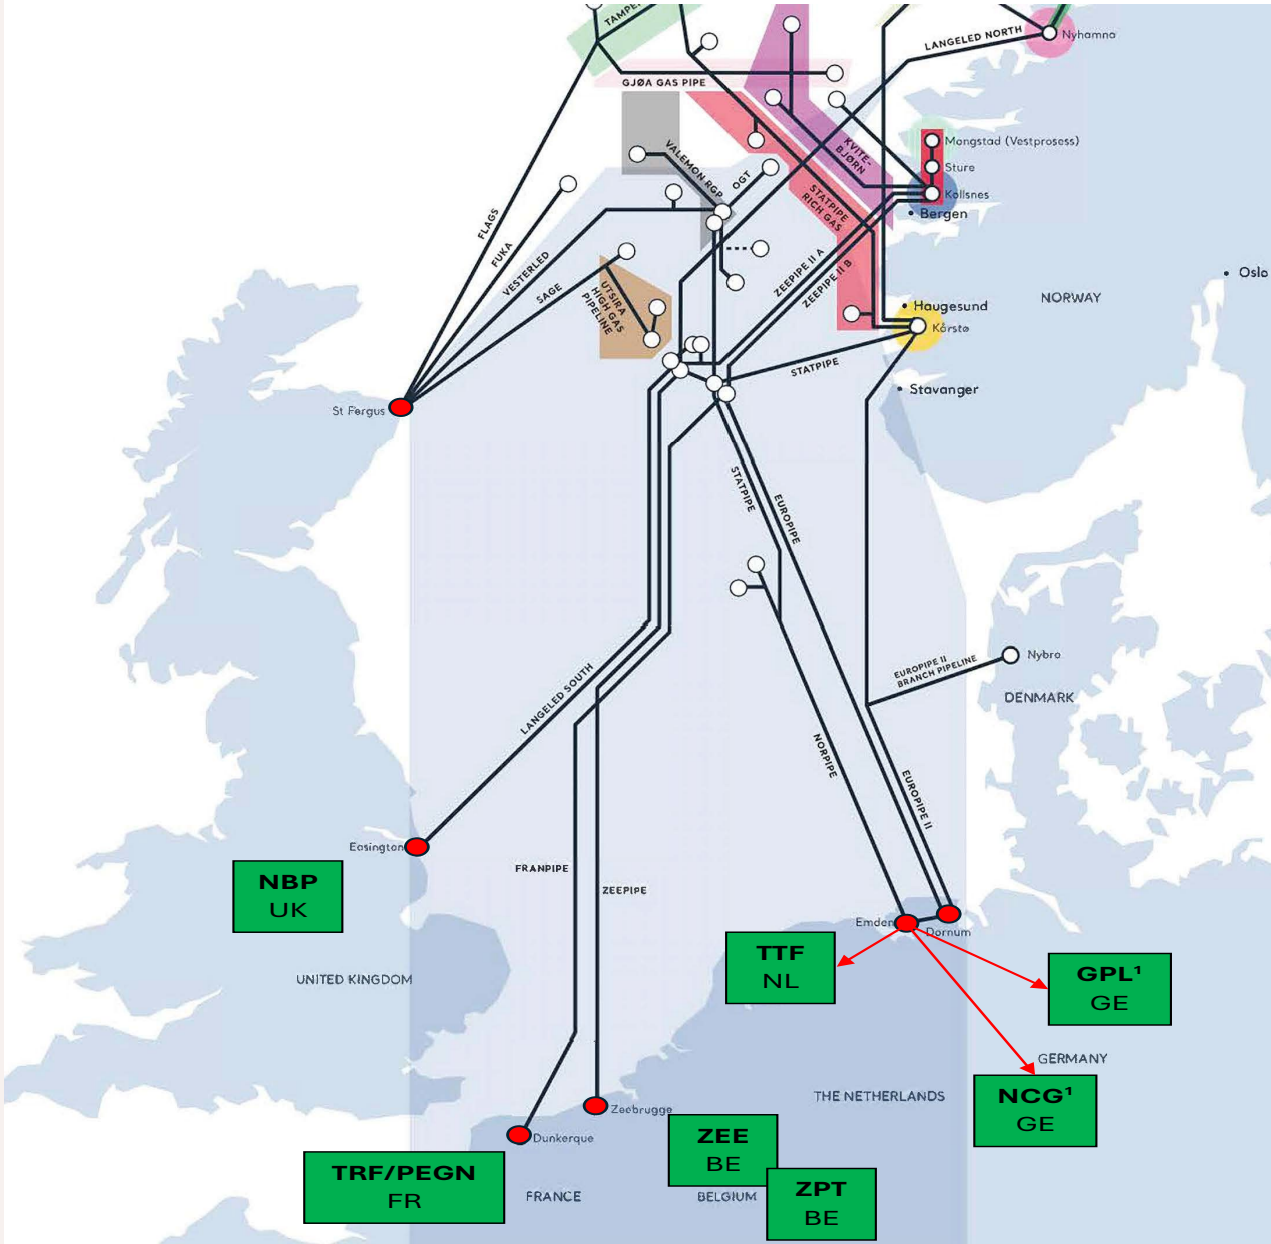 TAMPEN
LANGELED NORTH
Nyhamna
GJØA GAS PIPE
VALEMON RGP
OGT
KVITE-
BJØRN
Mongstad (Vestprosess)
Sture
Kollsnes
Bergen
STATPIPE
RICH GAS
FLAGS
FUKA
VESTERLED
SAGE
UTSIRA
HIGH GAS
PIPELINE
ZEEPIPE II A
ZEEPIPE II B
Oslo
NORWAY
Haugesund
Kårstø
STATPIPE
Stavanger
St Fergus
STATPIPE
EUROPIPE
LANGELED SOUTH
EUROPIPE II
BRANCH PIPELINE
Nybro
DENMARK
NORPIPE
EUROPIPE II
Easington
NBP
UK
FRANPIPE
ZEEPIPE
Emden
Dornum
UNITED KINGDOM
TTF
NL
GPL¹
GE
GERMANY
NCG¹
GE
THE NETHERLANDS
Zeebrugge
Dunkerque
ZEE
BE
TRF/PEGN
FR
FRANCE
BELGIUM
ZPT
BE